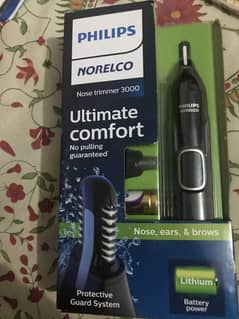 PHILIPS
NORELCO
Nose trimmer 3000
Ultimate
comfort
No pulling
guaranteed
PHILIPS
NORELCO
Nose, ears, & brows
Protective
Guard System
Lithium
Battery
power